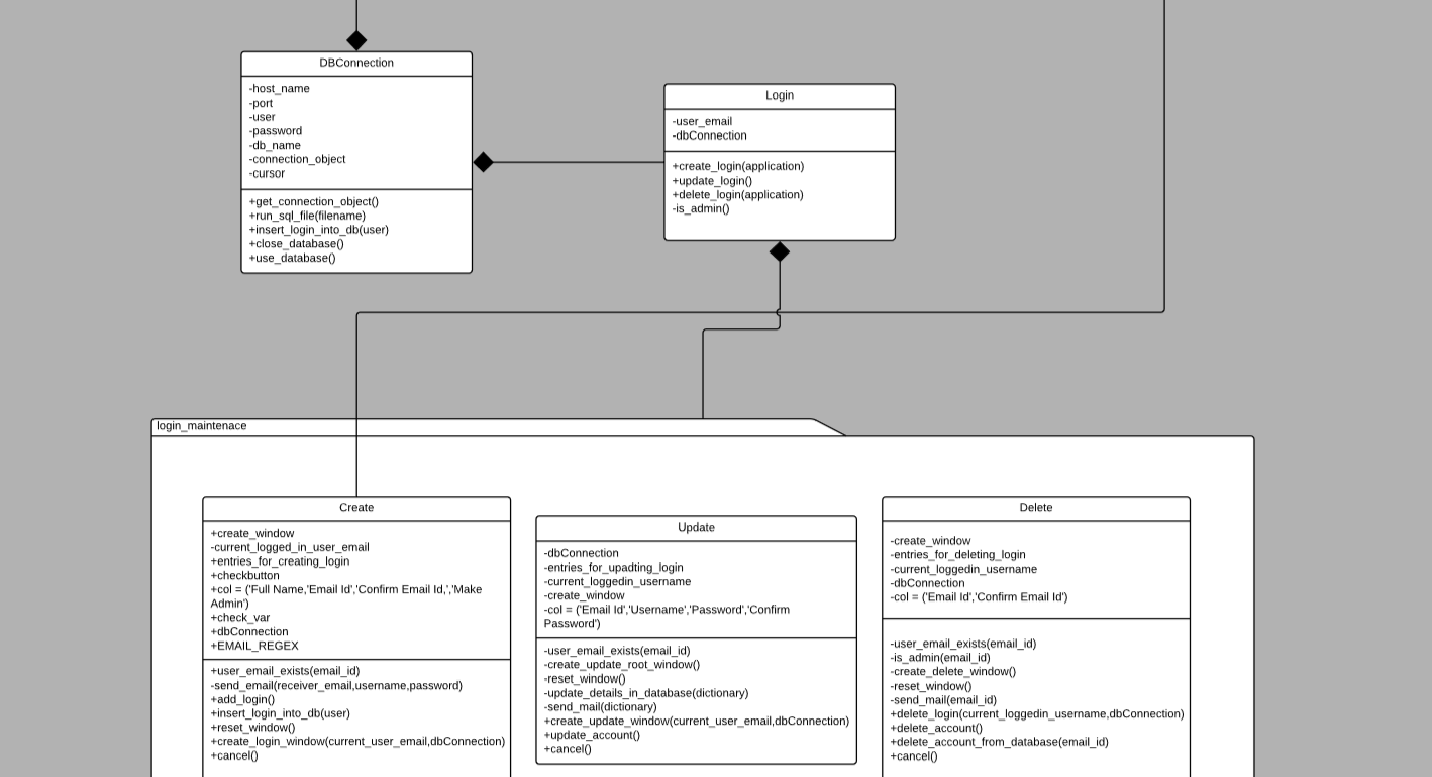 DBConnection
-host_name
-port
-user
-password
-db_name
-connection_object
-cursor
+get_connection_object()
+run_sql_file(filename)
+insert_login_into_db(user)
+close_database()
+use_database()
Login
-user_email
-dbConnection
+create_login(application)
+update_login()
+delete_login(application)
-is_admin()
login_maintenace
Create
+create_window
-current_logged_in_user_email
+entries_for_creating_login
+checkbutton
+col = ('Full Name,'Email Id','Confirm Email Id,','Make
Admin')
+check_var
+dbConnection
+EMAIL_REGEX
+user_email_exists(email_id)
-send_email(receiver_email,username,password)
+add_login()
+insert_login_into_db(user)
+reset_window()
+create_login_window(current_user_email,dbConnection)
+cancel()
Update
-dbConnection
-entries_for_upadting_login
-current_loggedin_username
-create_window
-col = ('Email Id','Username','Password','Confirm
Password')
-user_email_exists(email_id)
-create_update_root_window()
-reset_window()
-update_details_in_database(dictionary)
-send_mail(dictionary)
+create_update_window(current_user_email,dbConnection)
+update_account()
+cancel()
Delete
-create_window
-entries_for_deleting_login
-current_loggedin_username
-dbConnection
-col = ('Email Id','Confirm Email Id')
-user_email_exists(email_id)
-is_admin(email_id)
-create_delete_window()
-reset_window()
-send_mail(email_id)
+delete_login(current_loggedin_username,dbConnection)
+delete_account()
+delete_account_from_database(email_id)
+cancel()